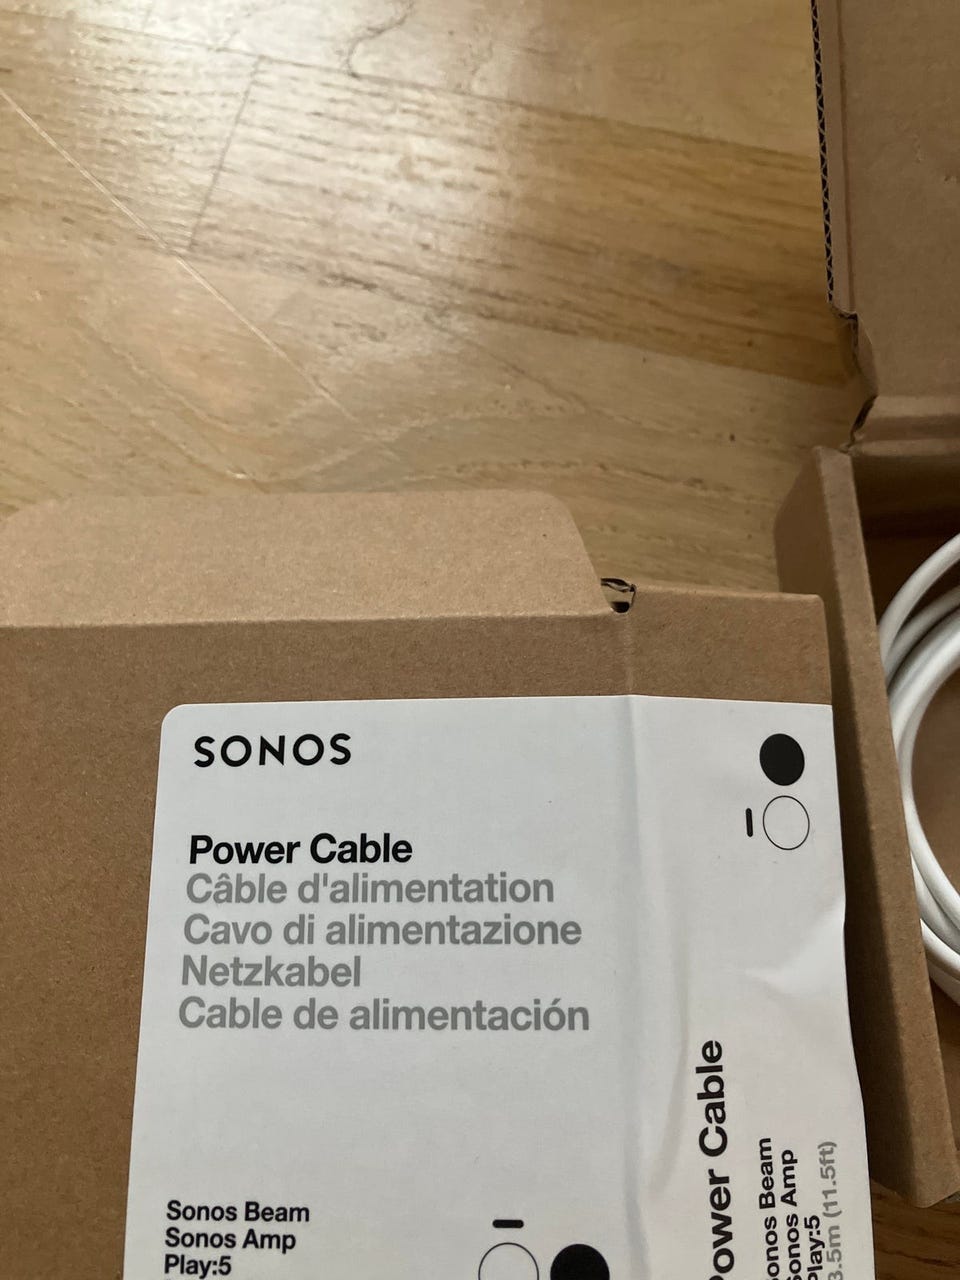 SONOS
Power Cable
Câble d'alimentation
Cavo di alimentazione
Netzkabel
Cable de alimentación
Sonos Beam
Sonos Amp
Play:5
Power Cable
Sonos Beam
Sonos Amp
Play:5
3.5m (11.5ft)